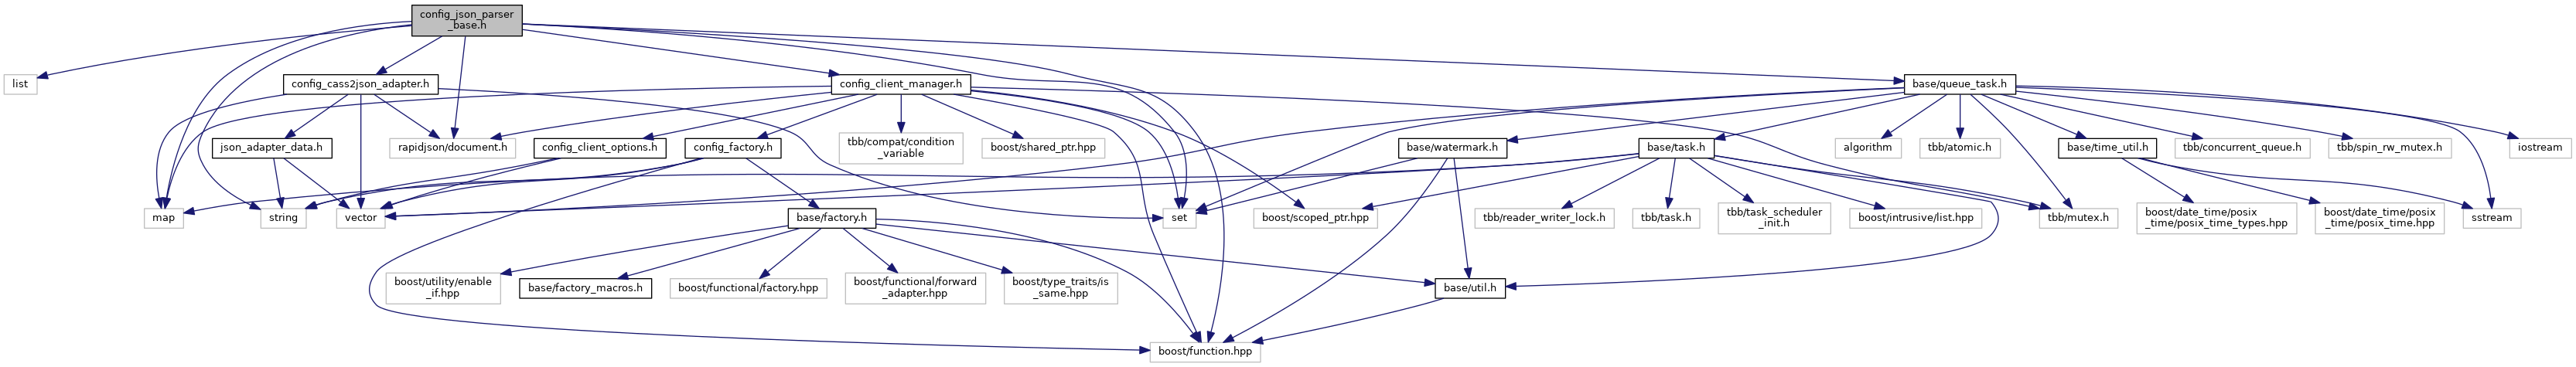 config_json_parser
_base.h
list
config_cass2json_adapter.h
config_client_manager.h
base/queue_task.h
json_adapter_data.h
rapidjson/document.h
config_client_options.h
config_factory.h
tbb/compat/condition
_variable
boost/shared_ptr.hpp
base/watermark.h
base/task.h
algorithm
tbb/atomic.h
base/time_util.h
tbb/concurrent_queue.h
tbb/spin_rw_mutex.h
iostream
map
string
vector
base/factory.h
set
boost/scoped_ptr.hpp
tbb/reader_writer_lock.h
tbb/task.h
tbb/task_scheduler
_init.h
boost/intrusive/list.hpp
tbb/mutex.h
boost/date_time/posix
_time/posix_time_types.hpp
boost/date_time/posix
_time/posix_time.hpp
sstream
boost/utility/enable
_if.hpp
base/factory_macros.h
boost/functional/factory.hpp
boost/functional/forward
_adapter.hpp
boost/type_traits/is
_same.hpp
base/util.h
boost/function.hpp